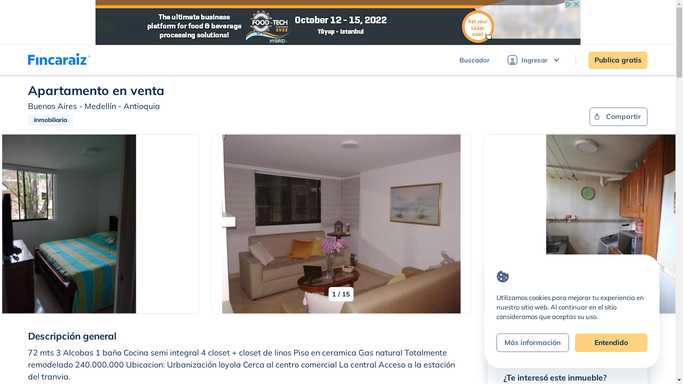 The ultimate business
platform for food & beverage
processing solutions!
FOOD-TECH
HYBRID
October 12 - 15, 2022
Tüyap - Istanbul
Get your
ticket
now!
Fincaraiz
Buscador
Ingresar
Publica gratis
Apartamento en venta
Buenos Aires - Medellín - Antioquia
Inmobiliaria
Compartir
1 / 15
Utilizamos cookies para mejorar tu experiencia en
nuestro sitio web. Al continuar en el sitio
consideramos que aceptas su uso.
Más información
Entendido
Descripción general
72 mts 3 Alcobas 1 baño Cocina semi integral 4 closet + closet de linos Piso en ceramica Gas natural Totalmente
remodelado 240.000.000 Ubicacion: Urbanización loyola Cerca al centro comercial La central Acceso a la estación
del tranvia.
¿Te interesó este inmueble?